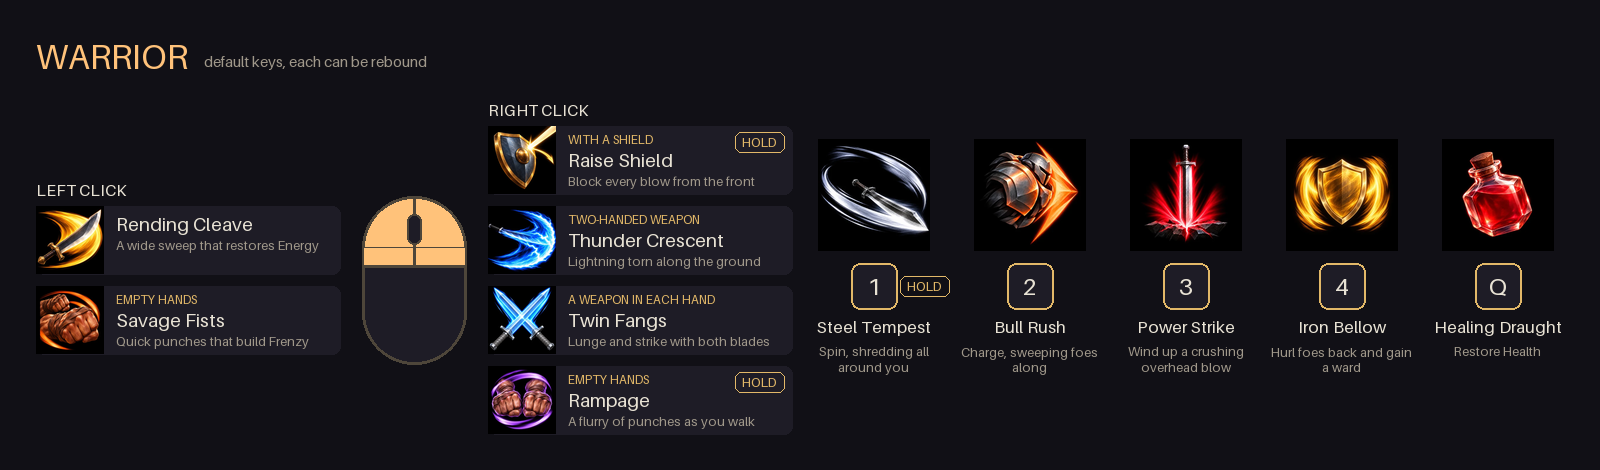 WARRIOR default keys, each can be rebound
LEFT CLICK
Rending Cleave
A wide sweep that restores Energy
EMPTY HANDS
Savage Fists
Quick punches that build Frenzy
RIGHT CLICK
WITH A SHIELD
HOLD
Raise Shield
Block every blow from the front
TWO-HANDED WEAPON
Thunder Crescent
Lightning torn along the ground
A WEAPON IN EACH HAND
Twin Fangs
Lunge and strike with both blades
EMPTY HANDS
HOLD
Rampage
A flurry of punches as you walk
1
HOLD
Steel Tempest
Spin, shredding all
around you
2
Bull Rush
Charge, sweeping foes
along
3
Power Strike
Wind up a crushing
overhead blow
4
Iron Bellow
Hurl foes back and gain
a ward
Q
Healing Draught
Restore Health